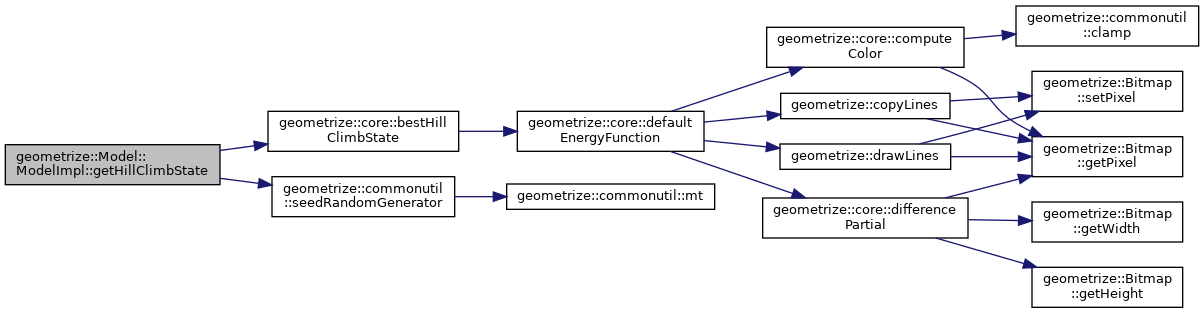 geometrize::Model::
ModelImpl::getHillClimbState
geometrize::core::bestHill
ClimbState
geometrize::commonutil
::seedRandomGenerator
geometrize::core::default
EnergyFunction
geometrize::commonutil::mt
geometrize::core::compute
Color
geometrize::copyLines
geometrize::drawLines
geometrize::core::difference
Partial
geometrize::commonutil
::clamp
geometrize::Bitmap
::setPixel
geometrize::Bitmap
::getPixel
geometrize::Bitmap
::getWidth
geometrize::Bitmap
::getHeight